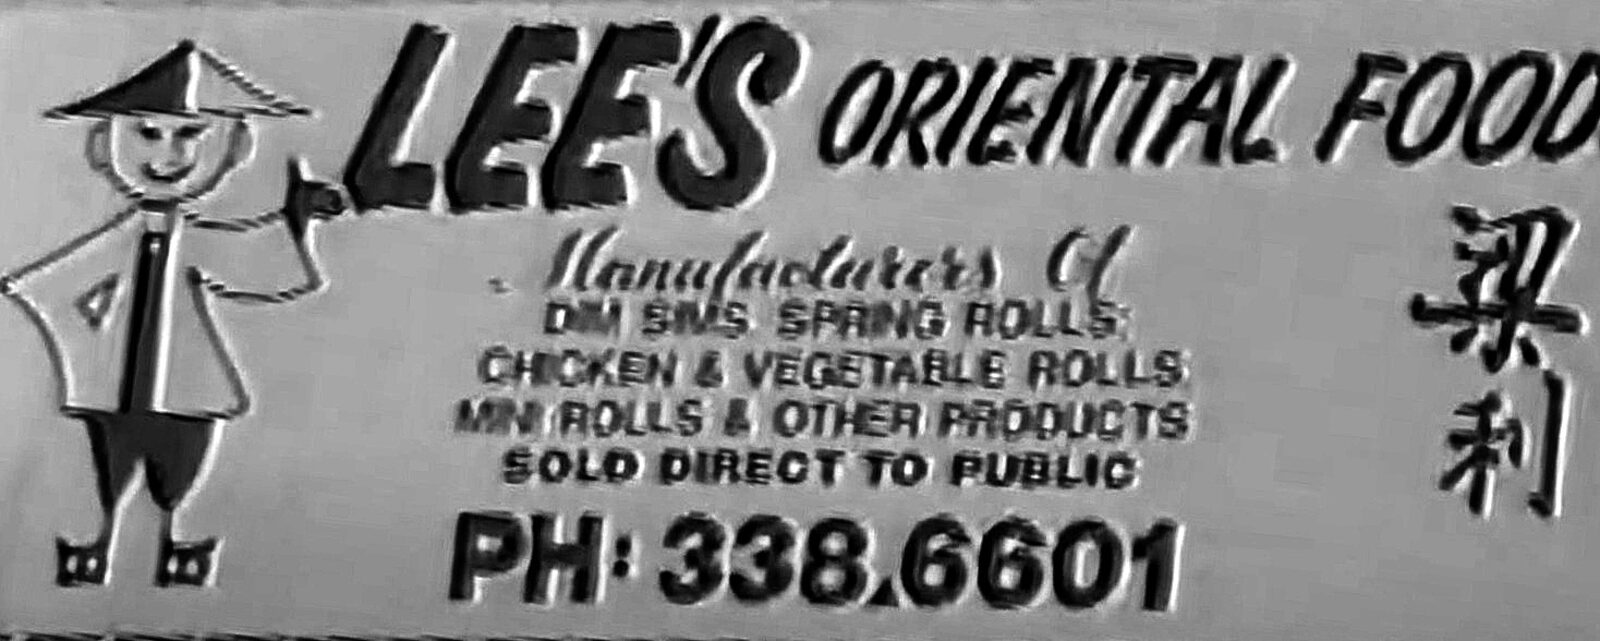 LEE'S ORIENTAL FOOD
Manufacturers Of
DIM SIMS SPRING ROLLS
CHICKEN & VEGETABLE ROLLS
MINI ROLLS & OTHER PRODUCTS
SOLD DIRECT TO PUBLIC
PH: 338.6601
梁
利